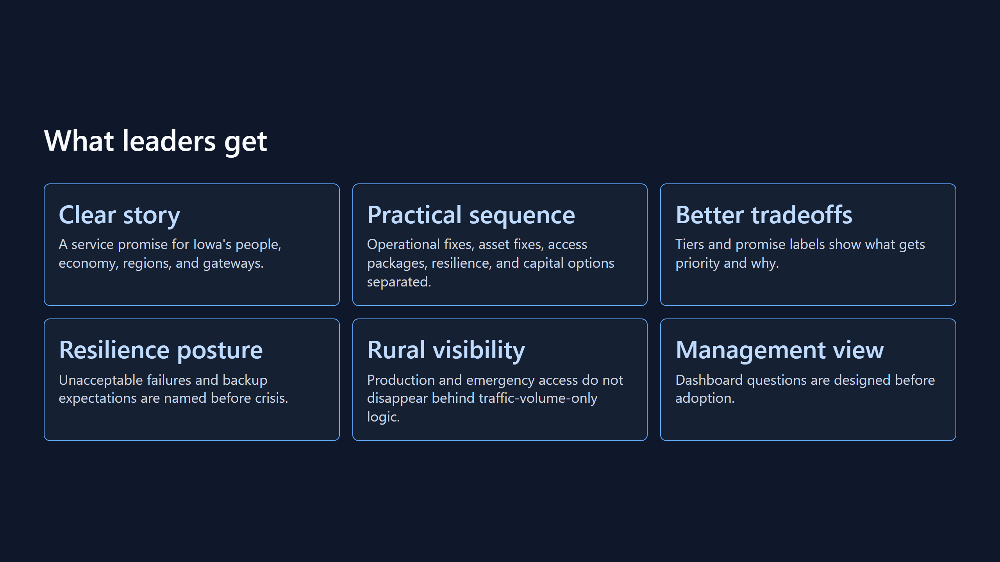 What leaders get
Clear story
A service promise for Iowa's people,
economy, regions, and gateways.
Practical sequence
Operational fixes, asset fixes, access
packages, resilience, and capital options
separated.
Better tradeoffs
Tiers and promise labels show what gets
priority and why.
Resilience posture
Unacceptable failures and backup
expectations are named before crisis.
Rural visibility
Production and emergency access do not
disappear behind traffic-volume-only
logic.
Management view
Dashboard questions are designed before
adoption.